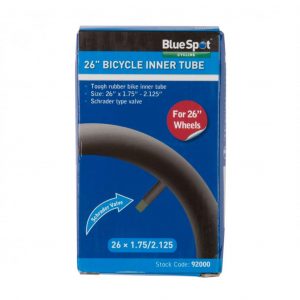 BlueSpot
CYCLING
26" BICYCLE INNER TUBE
- Tough rubber bike inner tube
- Size: 26" x 1.75" - 2.125"
- Schrader type valve
For 26"
Wheels
Schrader Valve
26 × 1.75/2.125
Stock Code: 92000